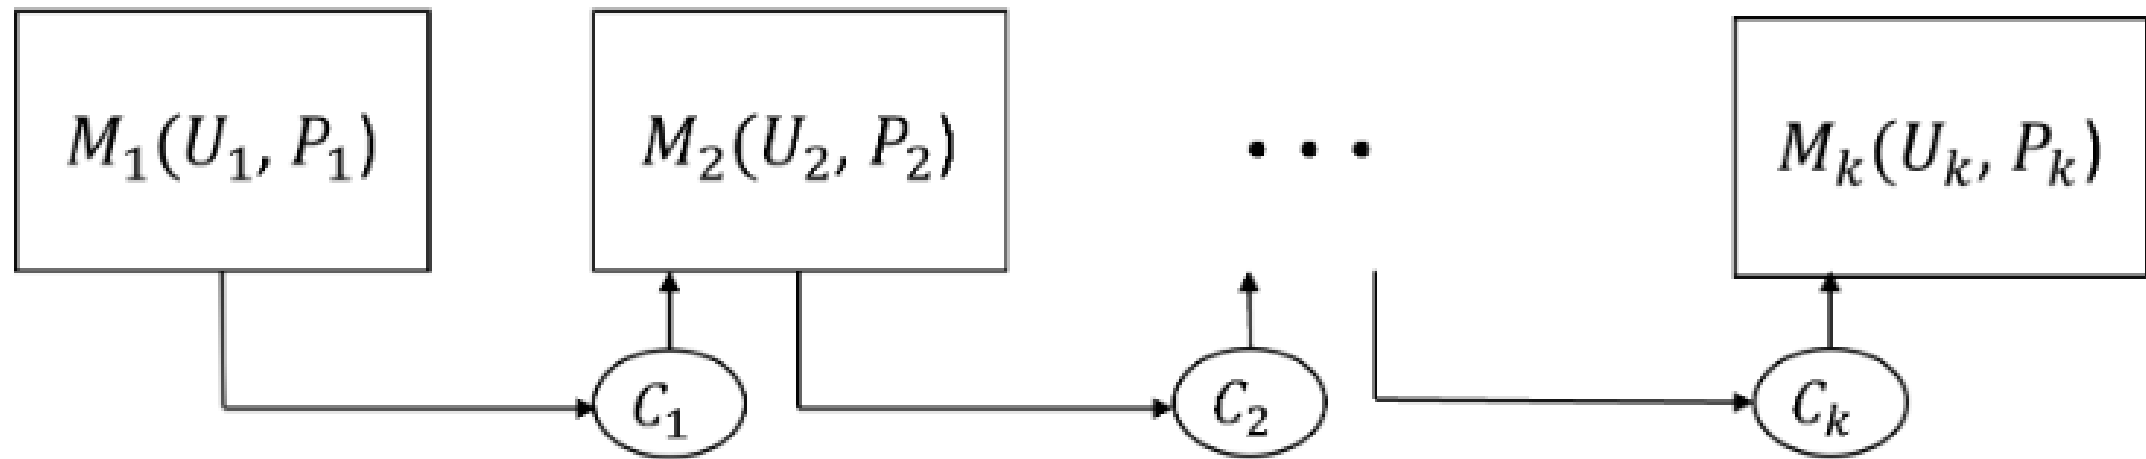 M₁(U₁, P₁) M₂(U₂, P₂) • • • Mₖ(Uₖ, Pₖ)
C₁ C₂ Cₖ